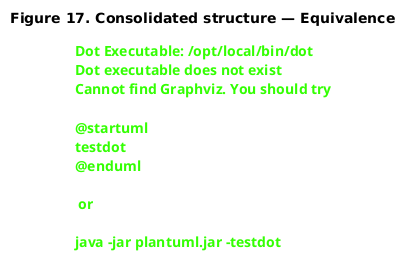 Figure 17. Consolidated structure — Equivalence
Dot Executable: /opt/local/bin/dot
Dot executable does not exist
Cannot find Graphviz. You should try
@startuml
testdot
@enduml
or
java -jar plantuml.jar -testdot